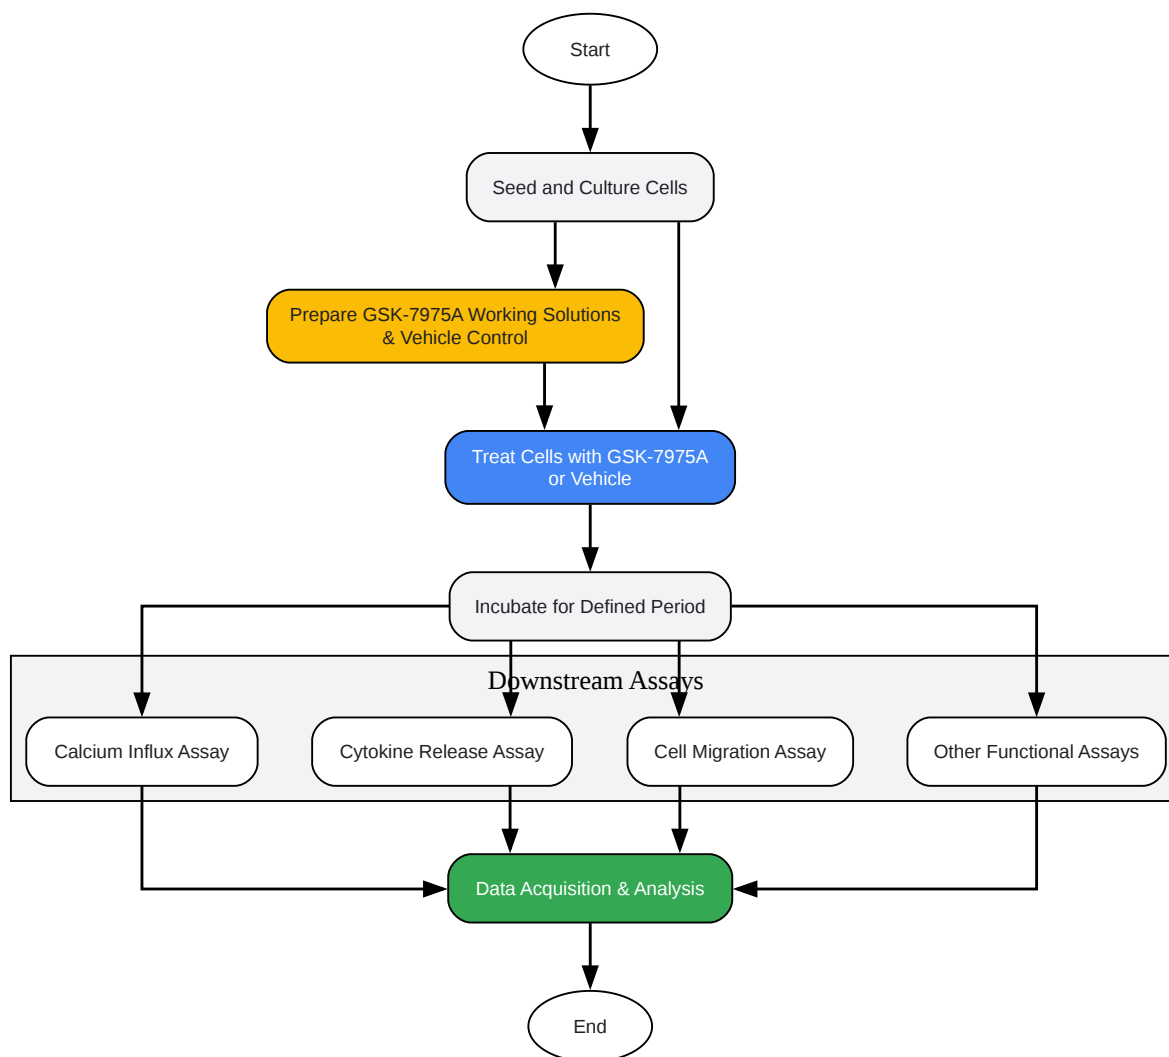 Start
Seed and Culture Cells
Prepare GSK-7975A Working Solutions
& Vehicle Control
Treat Cells with GSK-7975A
or Vehicle
Incubate for Defined Period
Downstream Assays
Calcium Influx Assay
Cytokine Release Assay
Cell Migration Assay
Other Functional Assays
Data Acquisition & Analysis
End